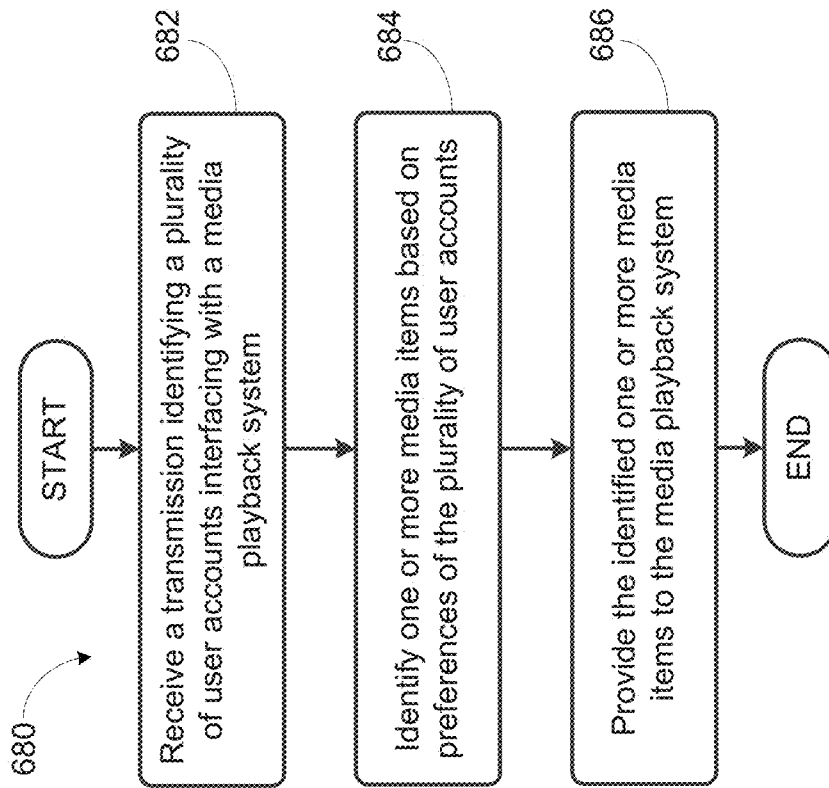 680
START
Receive a transmission identifying a plurality
of user accounts interfacing with a media
playback system
682
Identify one or more media items based on
preferences of the plurality of user accounts
684
Provide the identified one or more media
items to the media playback system
686
END